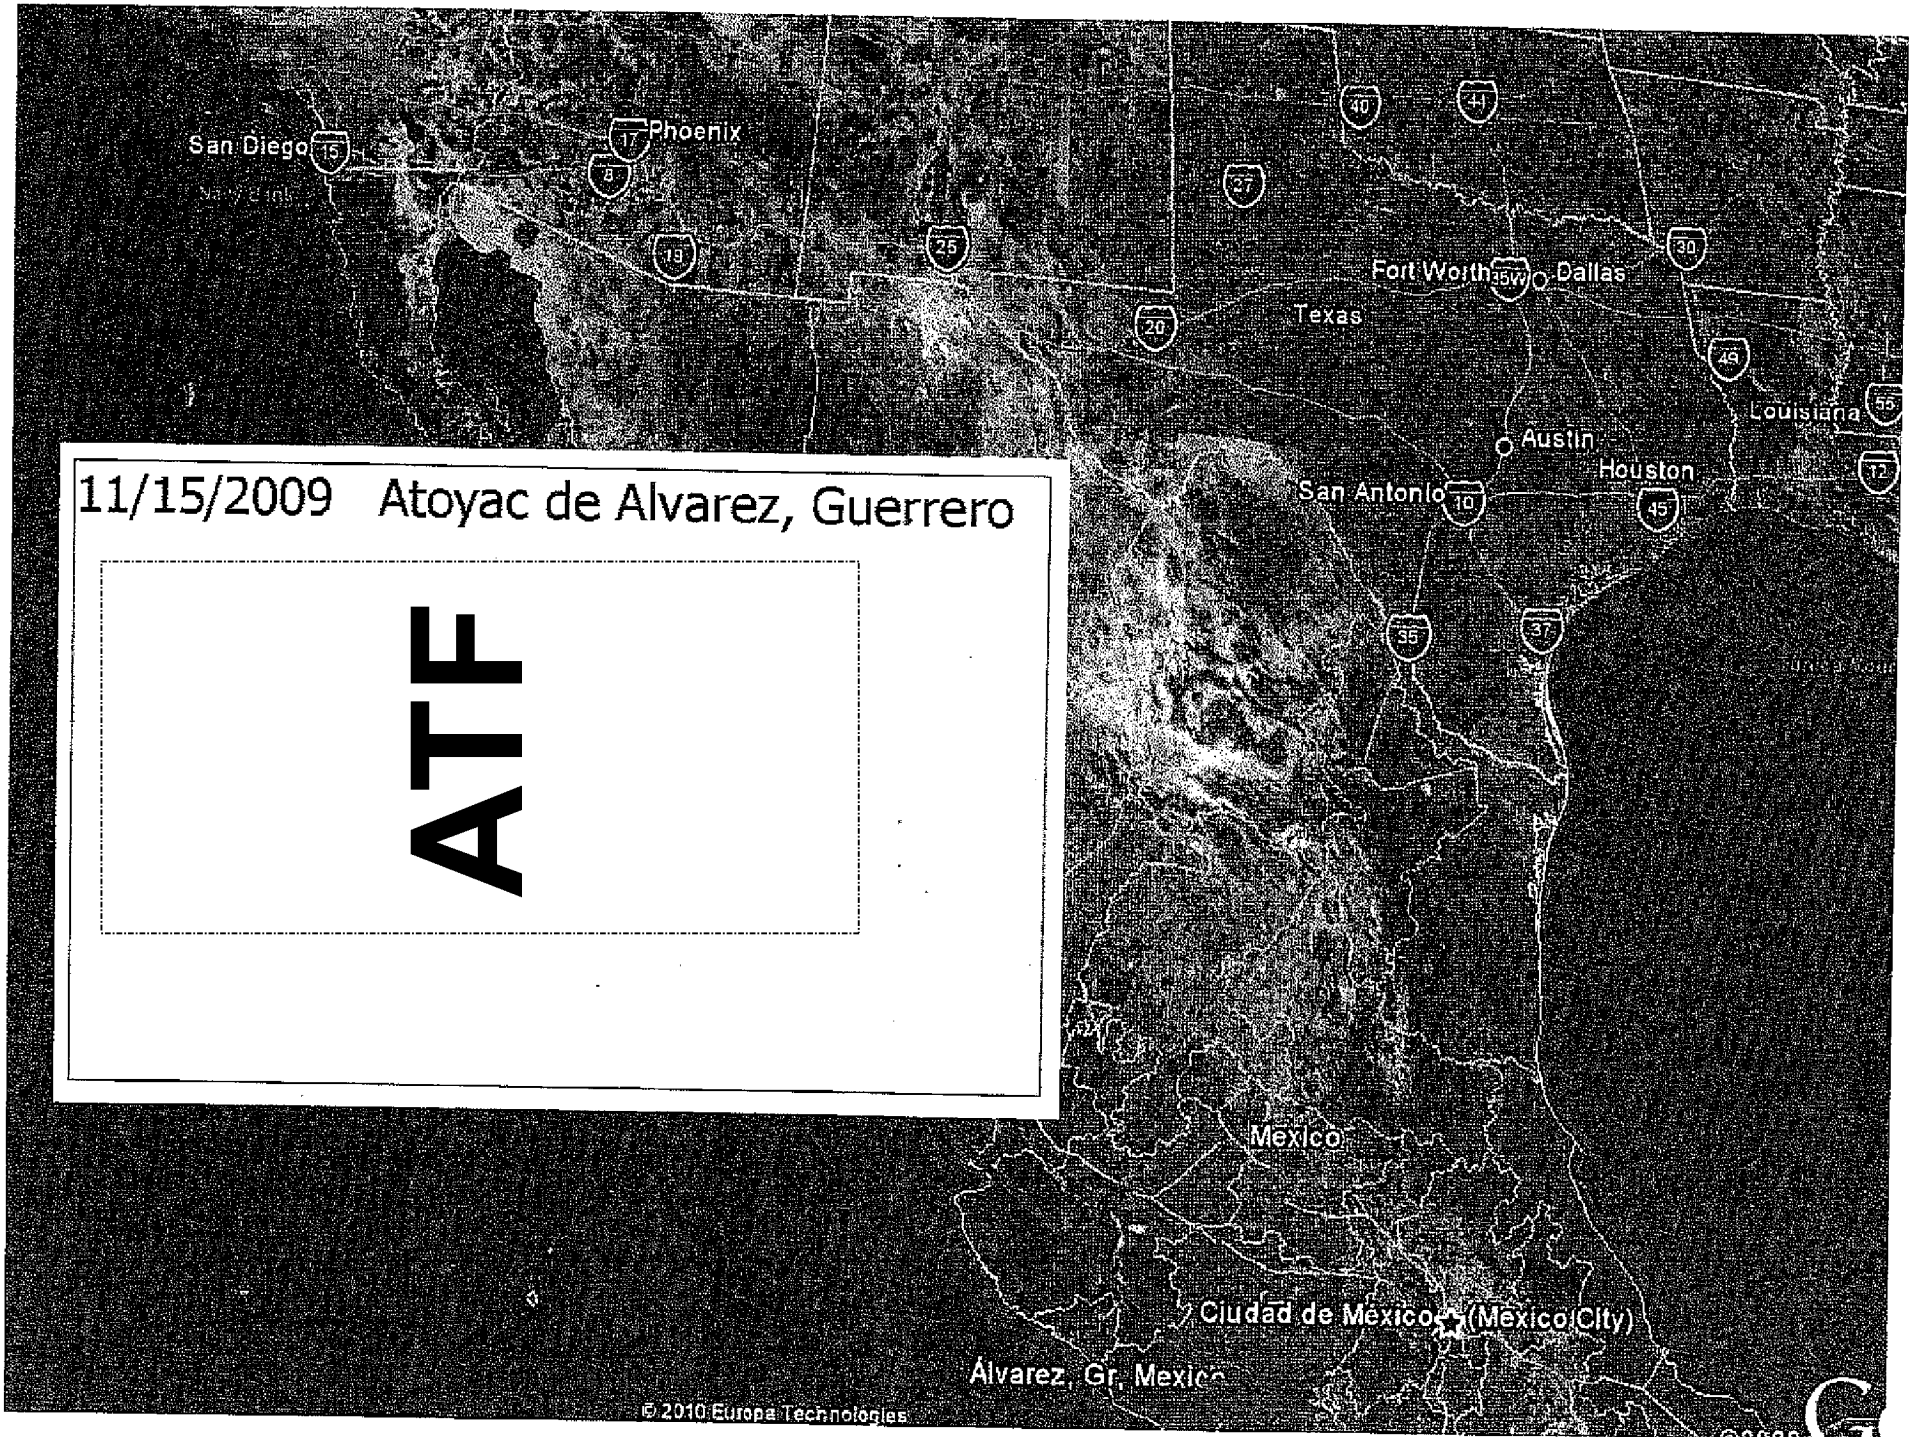 40
44
San Diego
15
17
Phoenix
8
27
19
25
30
Fort Worth
35W
Dallas
Texas
20
49
Louisiana
55
Austin
Houston
12
San Antonio
10
45
11/15/2009 Atoyac de Alvarez, Guerrero
ATF
35
37
Mexico
Ciudad de México
(Mexico City)
Álvarez, Gr, Mexico
© 2010 Europa Technologies
G